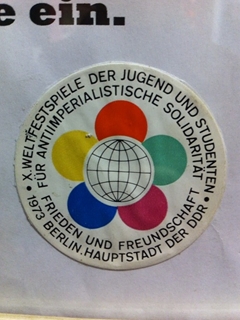 e ein.
X. WELTFESTSPIELE DER JUGEND UND STUDENTEN
FÜR ANTIIMPERIALISTISCHE SOLIDARITÄT
FRIEDEN UND FREUNDSCHAFT
1973 BERLIN. HAUPTSTADT DER DDR